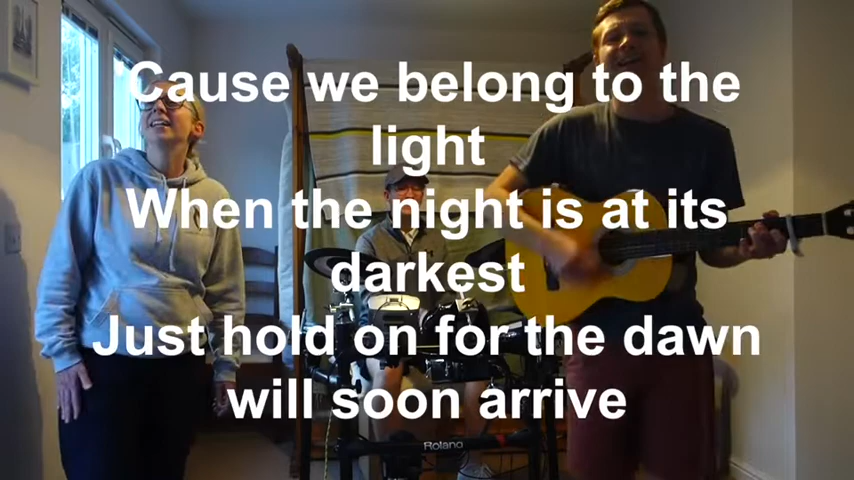 Cause we belong to the
light
When the night is at its
darkest
Just hold on for the dawn
will soon arrive
Roland